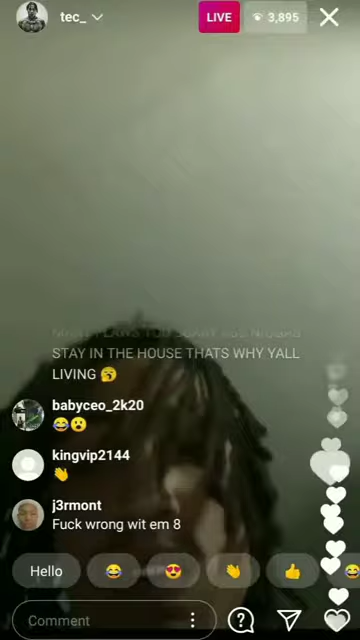 tec_
LIVE
3,895
STAY IN THE HOUSE THATS WHY YALL
LIVING 🤧
babyceo_2k20
😂😮
kingvip2144
👏
j3rmont
Fuck wrong wit em 8
Hello
😂
😍
👏
👍
😂
Comment